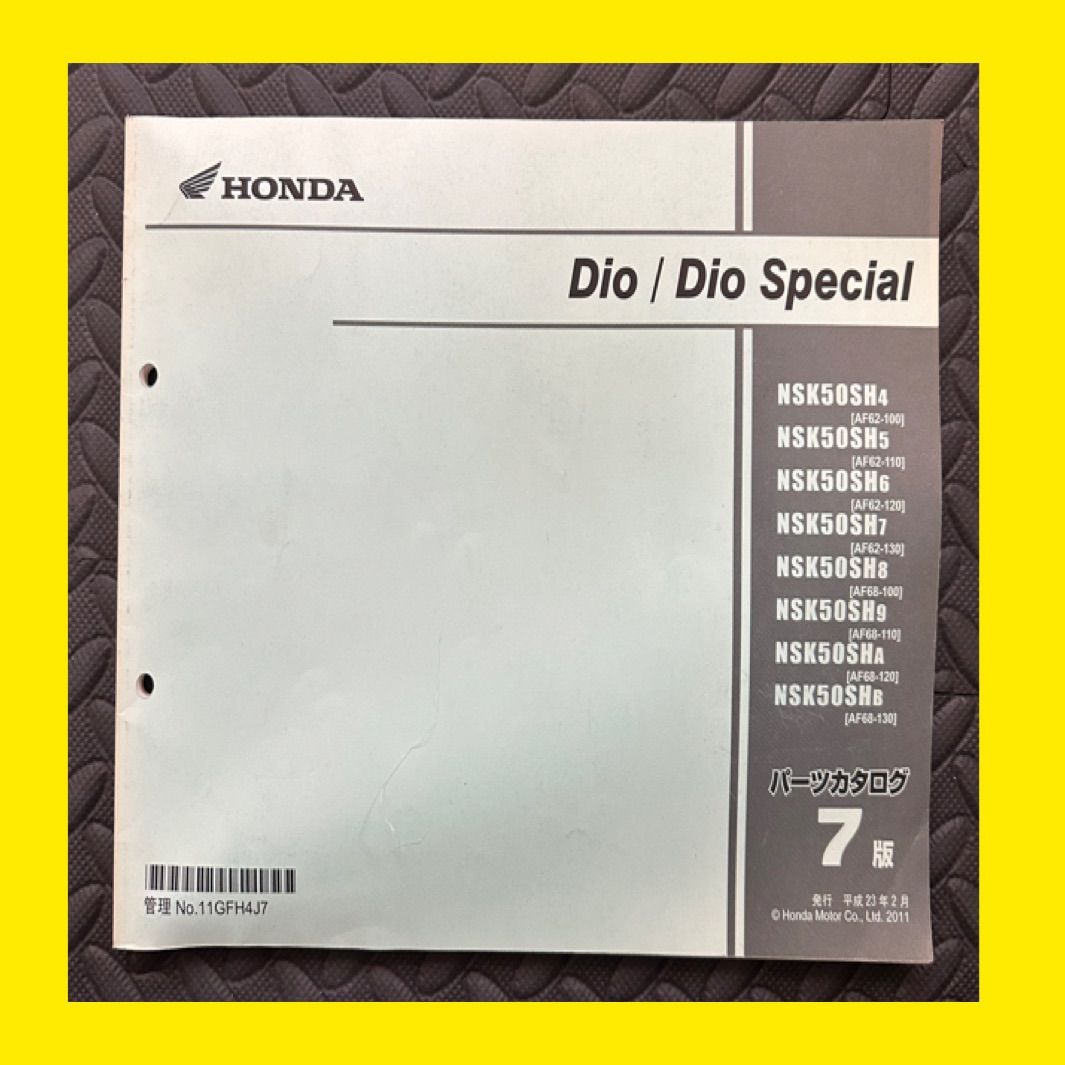 HONDA
Dio / Dio Special
NSK50SH4
[AF62-100]
NSK50SH5
[AF62-110]
NSK50SH6
[AF62-120]
NSK50SH7
[AF62-130]
NSK50SH8
[AF68-100]
NSK50SH9
[AF68-110]
NSK50SHA
[AF68-120]
NSK50SHB
[AF68-130]
パーツカタログ
7版
発行 平成23年2月
© Honda Motor Co., Ltd. 2011
管理 No.11GFH4J7